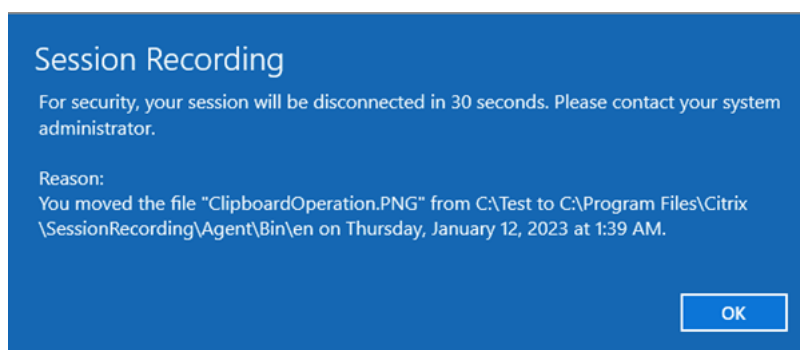 Session Recording
For security, your session will be disconnected in 30 seconds. Please contact your system
administrator.
Reason:
You moved the file "ClipboardOperation.PNG" from C:\Test to C:\Program Files\Citrix
\SessionRecording\Agent\Bin\en on Thursday, January 12, 2023 at 1:39 AM.
OK